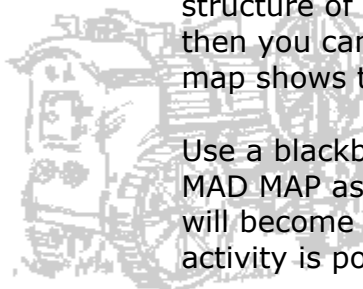 structure of
then you can
map shows t
Use a blackb
MAD MAP as
will become
activity is po